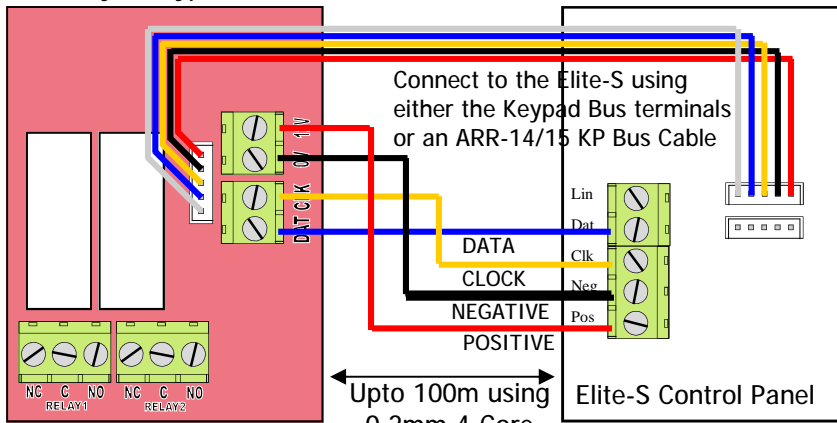 Connect to the Elite-S using
either the Keypad Bus terminals
or an ARR-14/15 KP Bus Cable
0V
DAT CLK
Lin
Dat
Clk
Neg
Pos
DATA
CLOCK
NEGATIVE
POSITIVE
NC C NO
RELAY1
NC C NO
RELAY2
Upto 100m using
Elite-S Control Panel